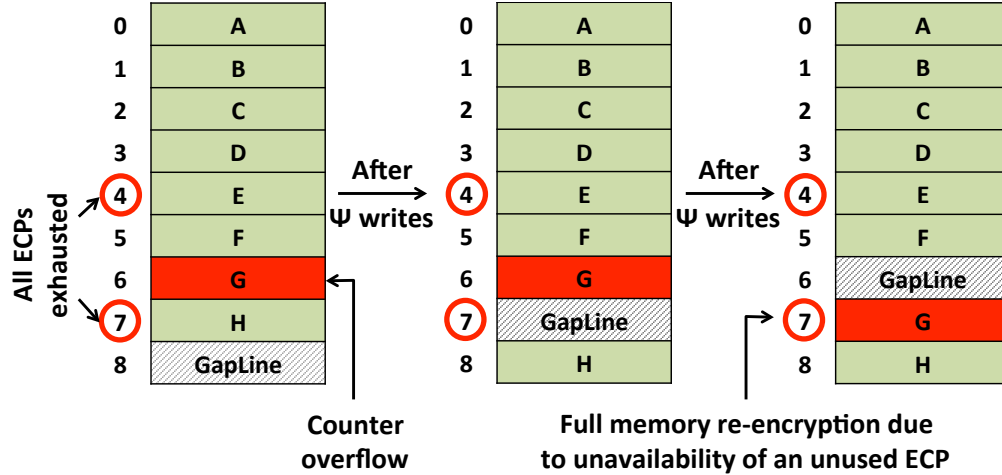 All ECPs
exhausted
0 A
1 B
2 C
3 D
4 E
5 F
6 G
7 H
8 GapLine
After
Ψ writes
0 A
1 B
2 C
3 D
4 E
5 F
6 G
7 GapLine
8 H
After
Ψ writes
0 A
1 B
2 C
3 D
4 E
5 F
6 GapLine
7 G
8 H
Counter
overflow
Full memory re-encryption due
to unavailability of an unused ECP